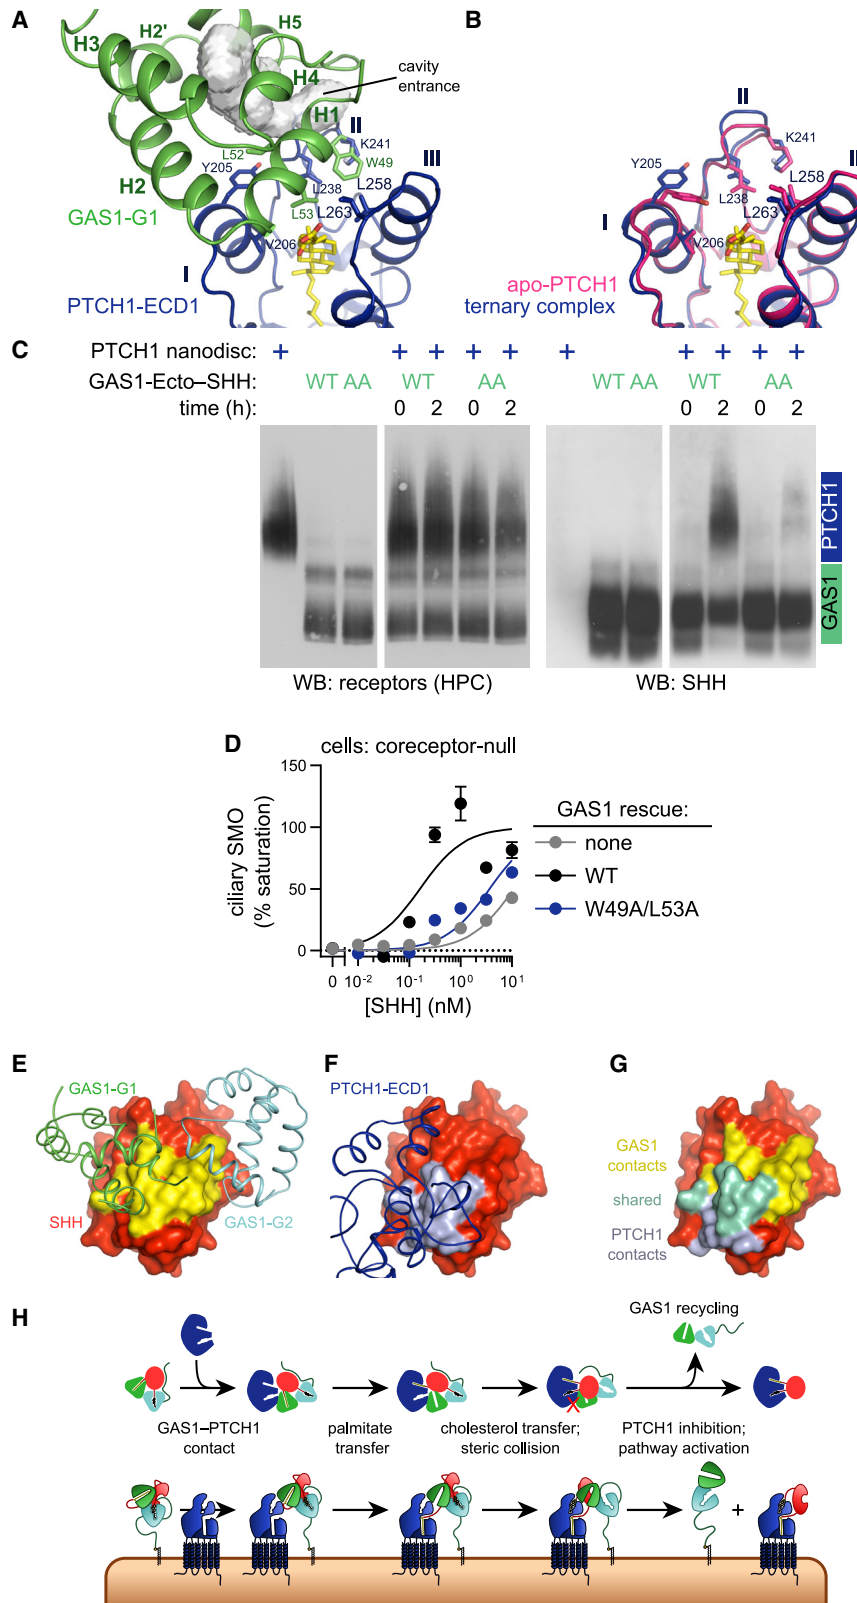 A
H3
H2'
H5
H4
cavity
entrance
H1
II
K241
W49
III
L52
Y205
L238
L258
H2
L53
L263
GAS1-G1
V206
I
PTCH1-ECD1
B
II
K241
Y205
II
L258
L238
L263
I
V206
apo-PTCH1
ternary complex
C
PTCH1 nanodisc: + + + + + + + + + +
GAS1-Ecto–SHH: WT AA WT AA WT AA WT AA
time (h): 0 2 0 2 0 2 0 2
PTCH1
GAS1
WB: receptors (HPC)
WB: SHH
D
cells: coreceptor-null
150
100
50
0
ciliary SMO
(% saturation)
0 10-2 10-1 100 101
[SHH] (nM)
GAS1 rescue:
none
WT
W49A/L53A
E
GAS1-G1
SHH
GAS1-G2
F
PTCH1-ECD1
G
GAS1
contacts
shared
PTCH1
contacts
H
GAS1 recycling
X
GAS1–PTCH1
contact
palmitate
transfer
cholesterol transfer;
steric collision
PTCH1 inhibition;
pathway activation
+